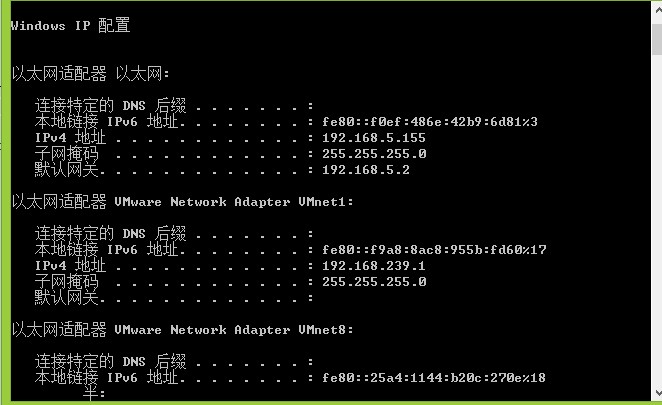 Windows IP 配置
以太网适配器 以太网:
连接特定的 DNS 后缀 . . . . . . . :
本地链接 IPv6 地址. . . . . . . . : fe80::f0ef:486e:42b9:6d81%3
IPv4 地址 . . . . . . . . . . . . : 192.168.5.155
子网掩码  . . . . . . . . . . . . : 255.255.255.0
默认网关. . . . . . . . . . . . . : 192.168.5.2
以太网适配器 VMware Network Adapter VMnet1:
连接特定的 DNS 后缀 . . . . . . . :
本地链接 IPv6 地址. . . . . . . . : fe80::f9a8:8ac8:955b:fd60%17
IPv4 地址 . . . . . . . . . . . . : 192.168.239.1
子网掩码  . . . . . . . . . . . . : 255.255.255.0
默认网关. . . . . . . . . . . . . :
以太网适配器 VMware Network Adapter VMnet8:
连接特定的 DNS 后缀 . . . . . . . :
本地链接 IPv6 地址. . . . . . . . : fe80::25a4:1144:b20c:270e%18
半: